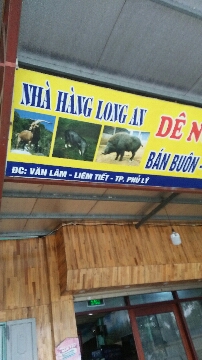 NHÀ HÀNG LONG AN
DÊ N
BÁN BUÔN -
ĐC: VĂN LÂM - LIÊM TIẾT - TP. PHỦ LÝ